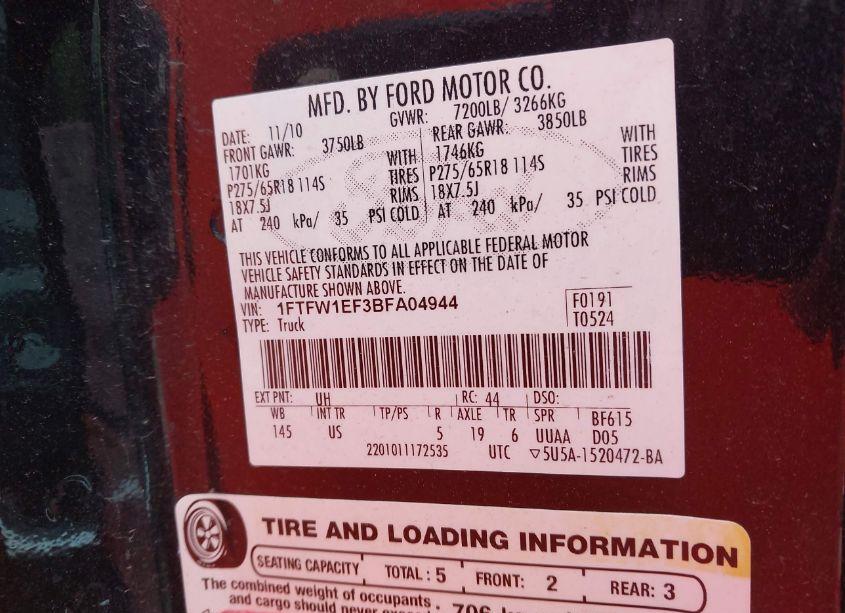 MFD. BY FORD MOTOR CO.
DATE: 11/10 GVWR: 7200LB/ 3266KG
FRONT GAWR: 3750LB REAR GAWR: 3850LB
1701KG WITH 1746KG WITH
P275/65R18 114S TIRES P275/65R18 114S TIRES
18X7.5J RIMS 18X7.5J RIMS
AT 240 kPa/ 35 PSI COLD AT 240 kPa/ 35 PSI COLD
THIS VEHICLE CONFORMS TO ALL APPLICABLE FEDERAL MOTOR
VEHICLE SAFETY STANDARDS IN EFFECT ON THE DATE OF
MANUFACTURE SHOWN ABOVE.
VIN: 1FTFW1EF3BFA04944 F0191
TYPE: Truck T0524
EXT PNT: UH RC: 44 DSO:
WB INT TR TP/PS R AXLE TR SPR BF615
145 US 5 19 6 UUAA D05
2201011172535 UTC ▽5U5A-1520472-BA
TIRE AND LOADING INFORMATION
SEATING CAPACITY TOTAL : 5 FRONT: 2 REAR: 3
The combined weight of occupants
and cargo should never